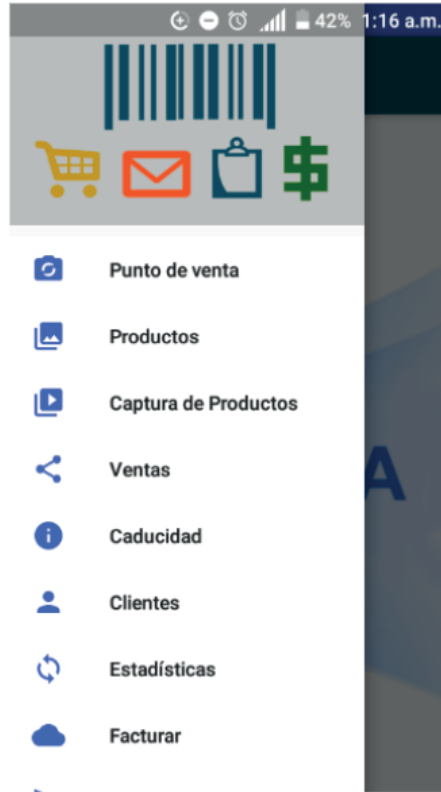 42% 1:16 a.m.
Punto de venta
Productos
Captura de Productos
Ventas
A
Caducidad
Clientes
Estadísticas
Facturar